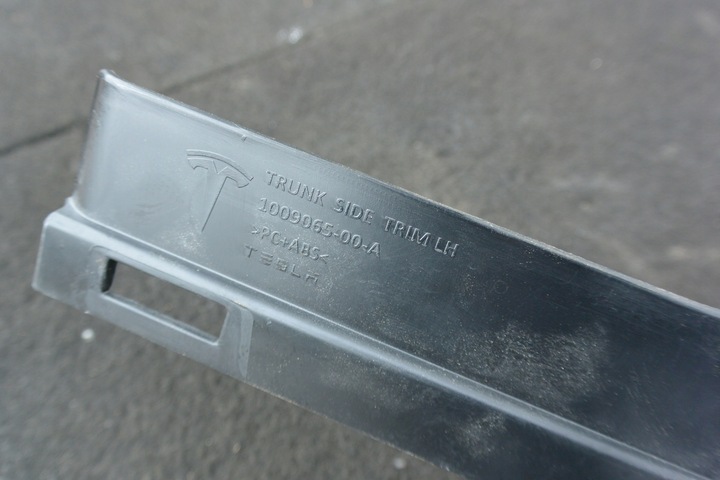 TRUNK SIDE TRIM LH
1009065-00-A
>PC+ABS<
TESLA